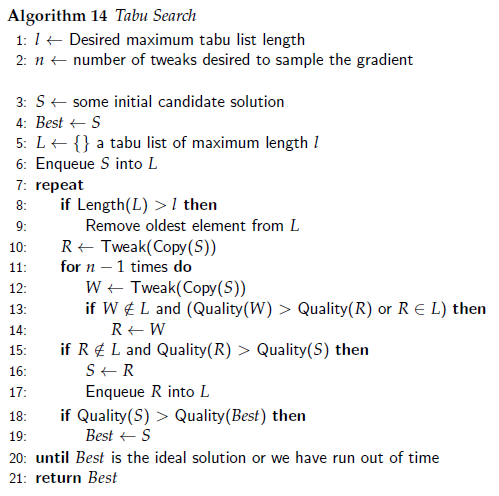 Algorithm 14 Tabu Search
1: l ← Desired maximum tabu list length
2: n ← number of tweaks desired to sample the gradient
3: S ← some initial candidate solution
4: Best ← S
5: L ← {} a tabu list of maximum length l
6: Enqueue S into L
7: repeat
8: if Length(L) > l then
9: Remove oldest element from L
10: R ← Tweak(Copy(S))
11: for n − 1 times do
12: W ← Tweak(Copy(S))
13: if W ∉ L and (Quality(W) > Quality(R) or R ∈ L) then
14: R ← W
15: if R ∉ L and Quality(R) > Quality(S) then
16: S ← R
17: Enqueue R into L
18: if Quality(S) > Quality(Best) then
19: Best ← S
20: until Best is the ideal solution or we have run out of time
21: return Best